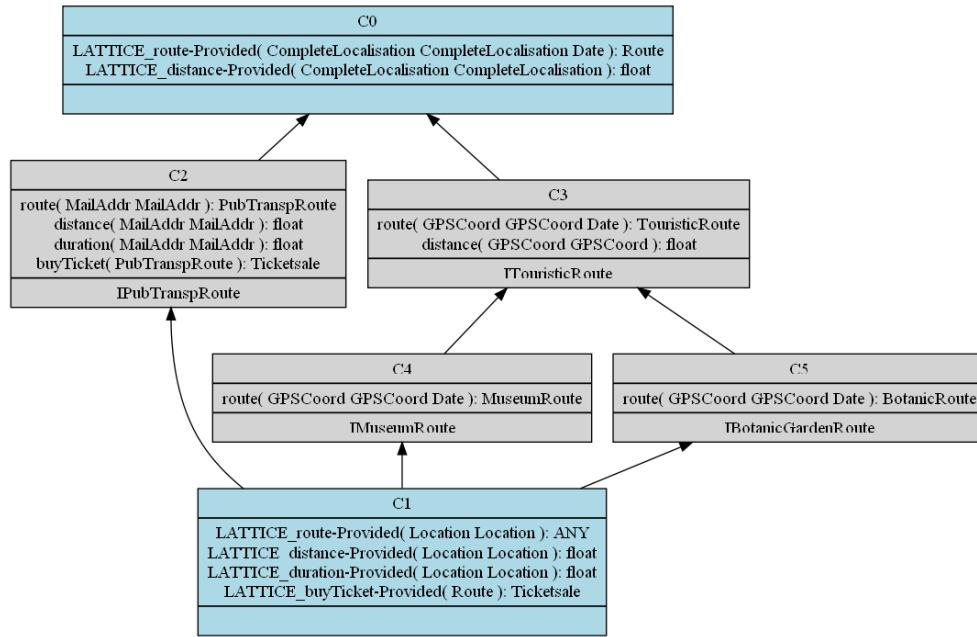 C0
LATTICE_route-Provided( CompleteLocalisation CompleteLocalisation Date ): Route
LATTICE_distance-Provided( CompleteLocalisation CompleteLocalisation ): float
C2
route( MailAddr MailAddr ): PubTranspRoute
distance( MailAddr MailAddr ): float
duration( MailAddr MailAddr ): float
buyTicket( PubTranspRoute ): Ticketsale
IPubTranspRoute
C3
route( GPSCoord GPSCoord Date ): TouristicRoute
distance( GPSCoord GPSCoord ): float
ITouristicRoute
C4
route( GPSCoord GPSCoord Date ): MuseumRoute
IMuseumRoute
C5
route( GPSCoord GPSCoord Date ): BotanicRoute
IBotanicGardenRoute
C1
LATTICE_route-Provided( Location Location ): ANY
LATTICE_distance-Provided( Location Location ): float
LATTICE_duration-Provided( Location Location ): float
LATTICE_buyTicket-Provided( Route ): Ticketsale